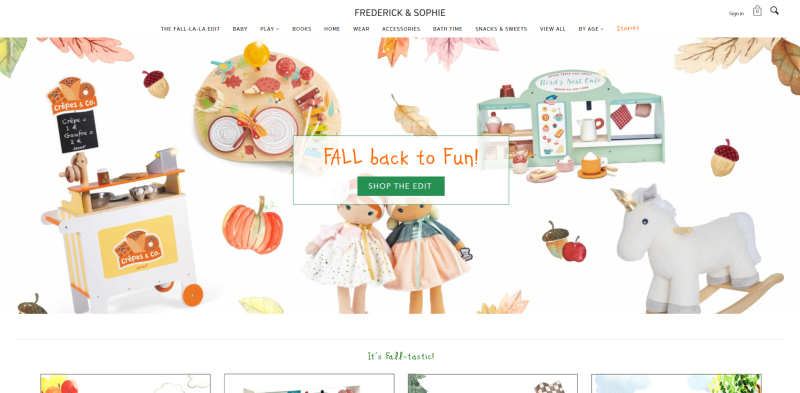 FREDERICK & SOPHIE
Sign in
0
THE FALL-LA-LA EDIT BABY PLAY BOOKS HOME WEAR ACCESSORIES BATH TIME SNACKS & SWEETS VIEW ALL BY AGE Stories
Crêpes & Co.
Crêpe =
1 €
Gaufre =
2 €
Bird's Nest Cafe
FALL back to Fun!
SHOP THE EDIT
Crêpes & Co.
It's Fall-tastic!